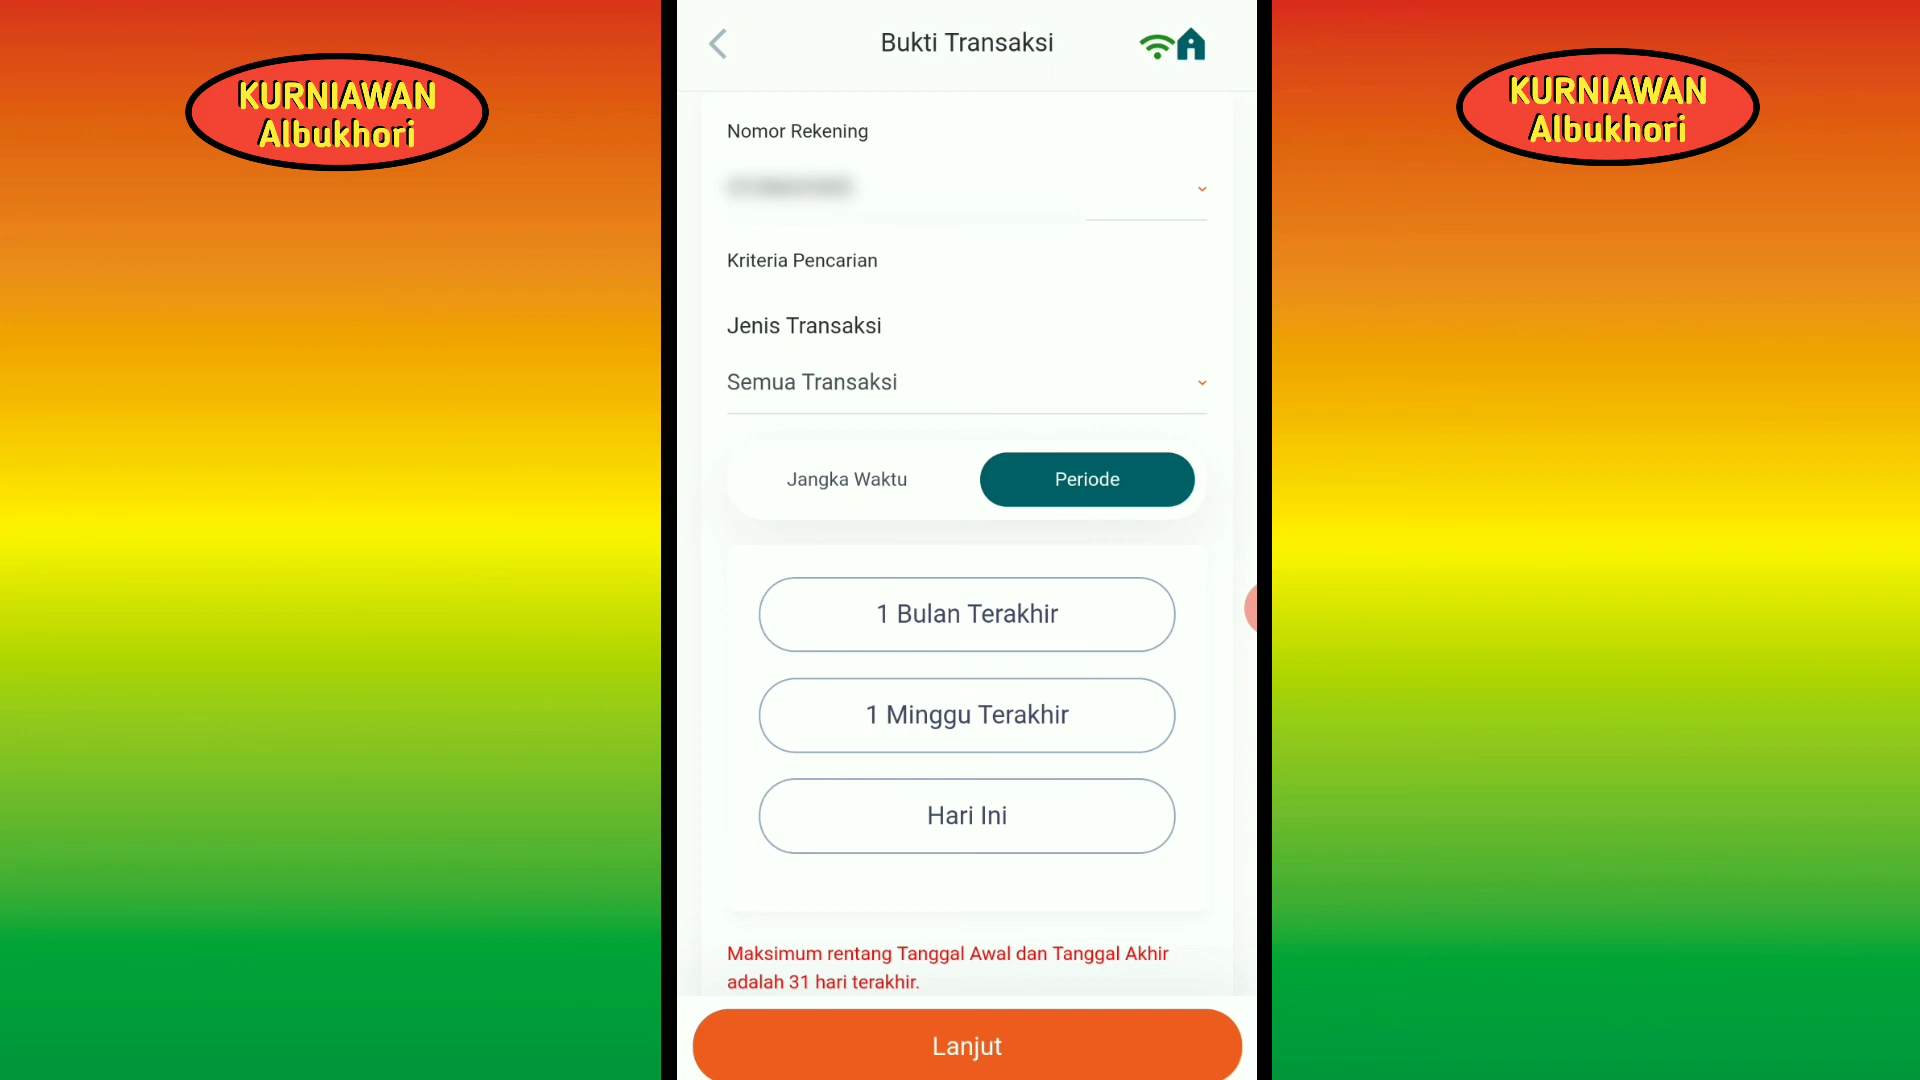 KURNIAWAN
Albukhori
Bukti Transaksi
KURNIAWAN
Albukhori
Nomor Rekening
Kriteria Pencarian
Jenis Transaksi
Semua Transaksi
Jangka Waktu
Periode
1 Bulan Terakhir
1 Minggu Terakhir
Hari Ini
Maksimum rentang Tanggal Awal dan Tanggal Akhir
adalah 31 hari terakhir.
Lanjut